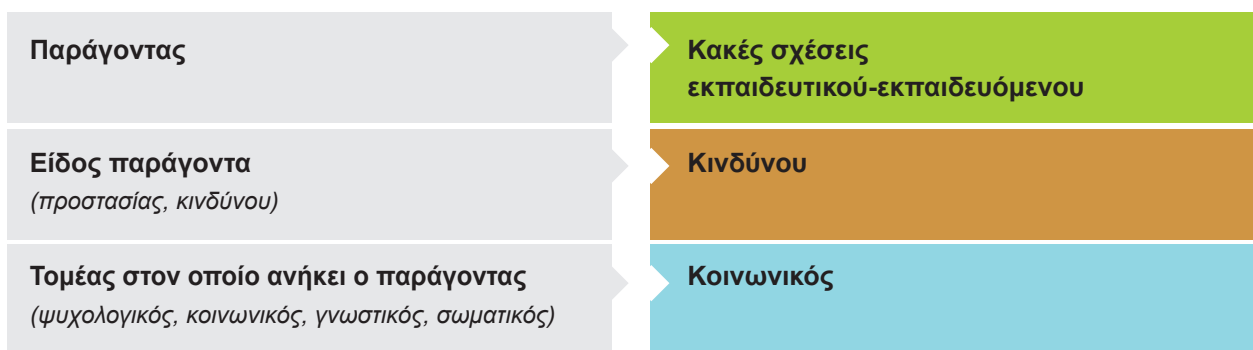 Παράγοντας
Κακές σχέσεις
εκπαιδευτικού-εκπαιδευόμενου
Είδος παράγοντα
(προστασίας, κινδύνου)
Κινδύνου
Τομέας στον οποίο ανήκει ο παράγοντας
(ψυχολογικός, κοινωνικός, γνωστικός, σωματικός)
Κοινωνικός